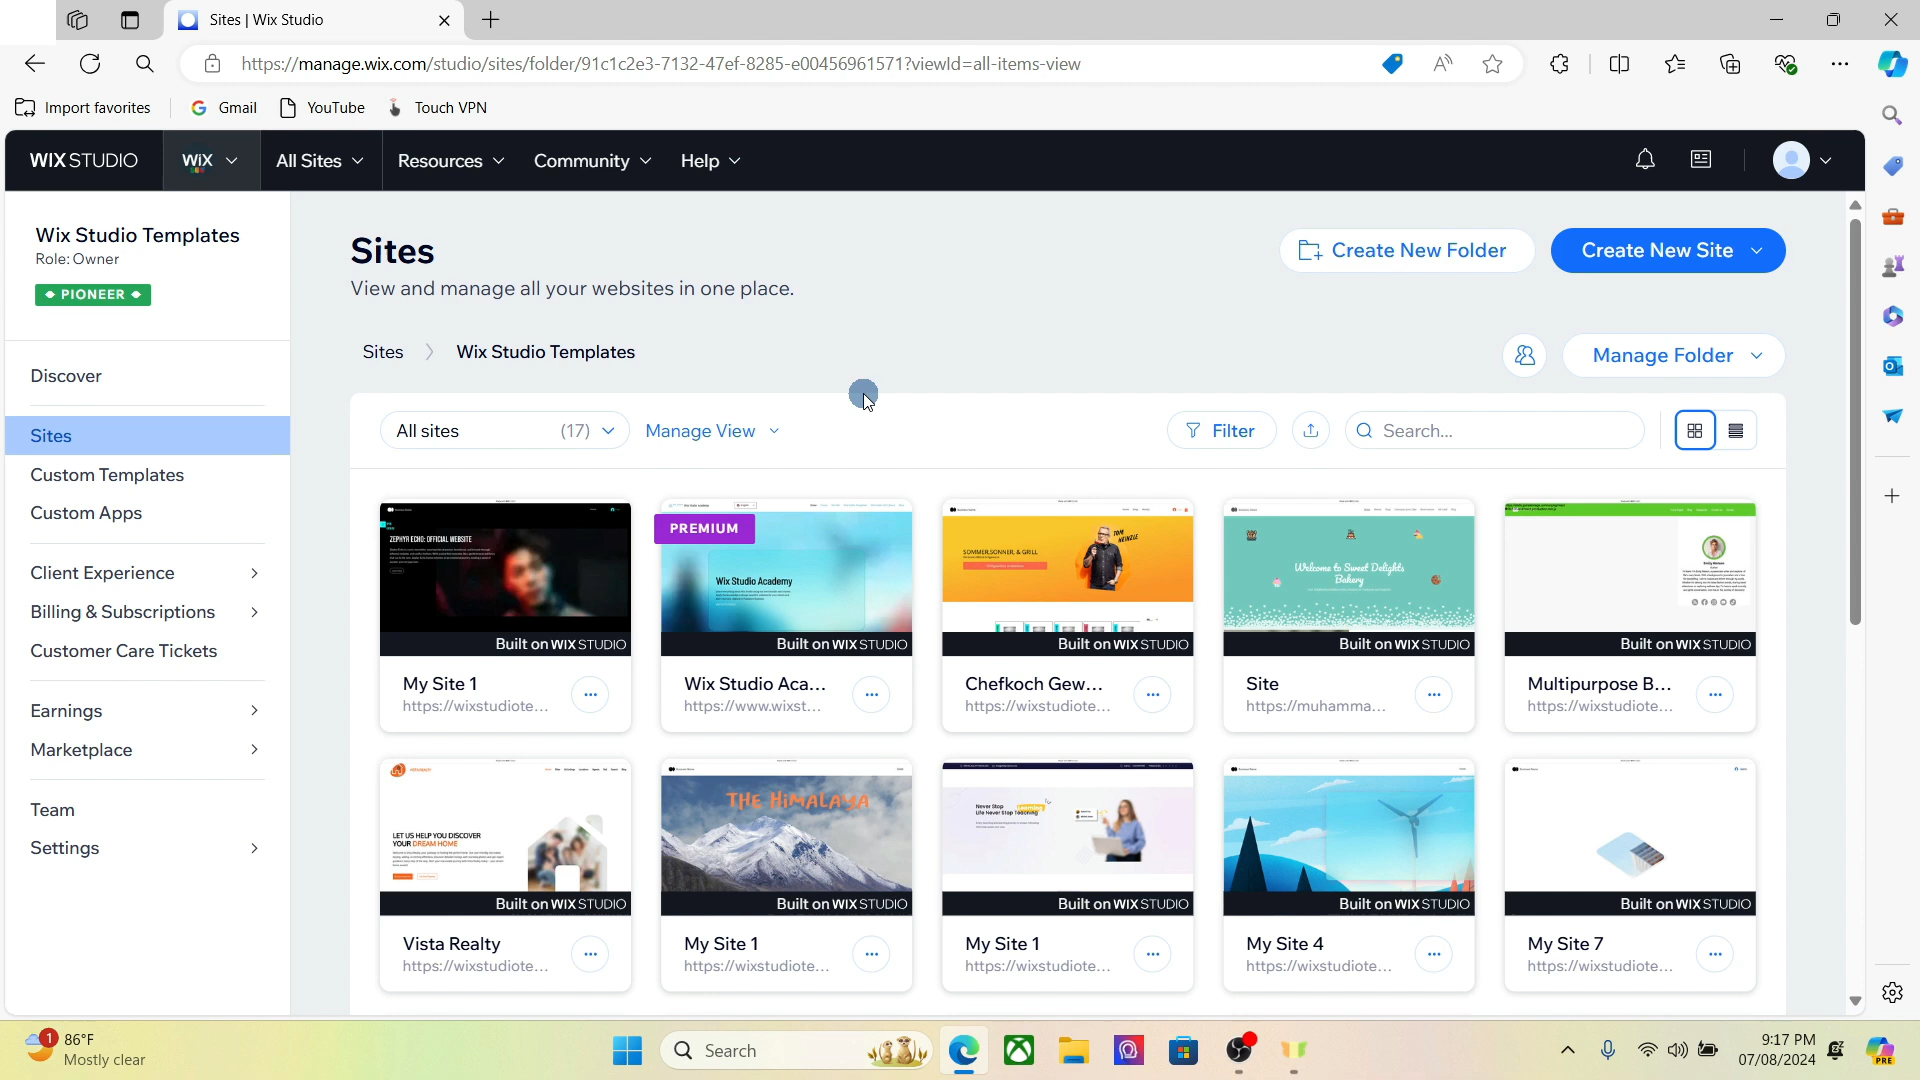 Sites | Wix Studio
https://manage.wix.com/studio/sites/folder/91c1c2e3-7132-47ef-8285-e00456961571?viewId=all-items-view
Import favorites
Gmail
YouTube
Touch VPN
WIX STUDIO
WiX
All Sites
Resources
Community
Help
Wix Studio Templates
Role: Owner
PIONEER
Discover
Sites
Custom Templates
Custom Apps
Client Experience
Billing & Subscriptions
Customer Care Tickets
Earnings
Marketplace
Team
Settings
Sites
View and manage all your websites in one place.
Create New Folder
Create New Site
Sites > Wix Studio Templates
Manage Folder
All sites (17)
Manage View
Filter
Search...
ZEPHYR ECHO: OFFICIAL WEBSITE
Built on WIX STUDIO
My Site 1
https://wixstudiote...
PREMIUM
Wix Studio Academy
Built on WIX STUDIO
Wix Studio Aca...
https://www.wixst...
SOMMER, SONNER, & GRILL
TOM
HEINZLE
Built on WIX STUDIO
Chefkoch Gew...
https://wixstudiote...
Welcome to Sweet Delights
Bakery
Built on WIX STUDIO
Site
https://muhamma...
Built on WIX STUDIO
Multipurpose B...
https://wixstudiote...
LET US HELP YOU DISCOVER
YOUR DREAM HOME
Built on WIX STUDIO
Vista Realty
https://wixstudiote...
THE HIMALAYA
Built on WIX STUDIO
My Site 1
https://wixstudiote...
Never Stop Learning
Life Never Stop Teaching
Built on WIX STUDIO
My Site 1
https://wixstudiote...
Built on WIX STUDIO
My Site 4
https://wixstudiote...
Built on WIX STUDIO
My Site 7
https://wixstudiote...
1
86°F
Mostly clear
Search
9:17 PM
07/08/2024
PRE